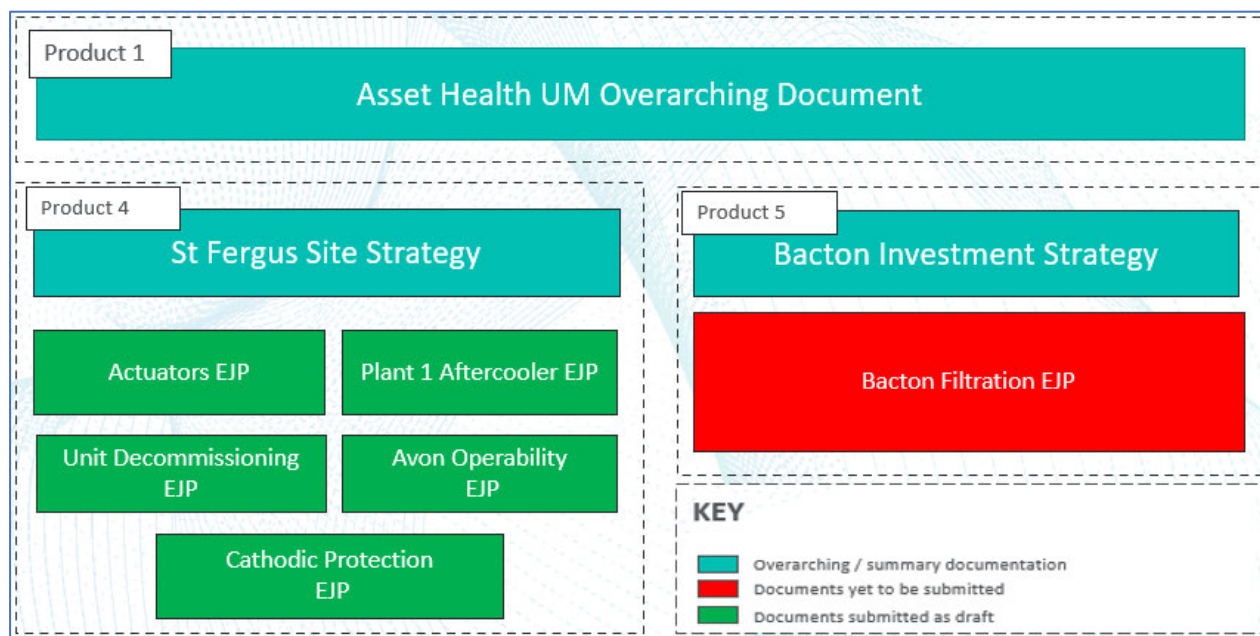 Product 1
Asset Health UM Overarching Document
Product 4
St Fergus Site Strategy
Actuators EJP
Plant 1 Aftercooler EJP
Unit Decommissioning
EJP
Avon Operability
EJP
Cathodic Protection
EJP
Product 5
Bacton Investment Strategy
Bacton Filtration EJP
KEY
Overarching / summary documentation
Documents yet to be submitted
Documents submitted as draft